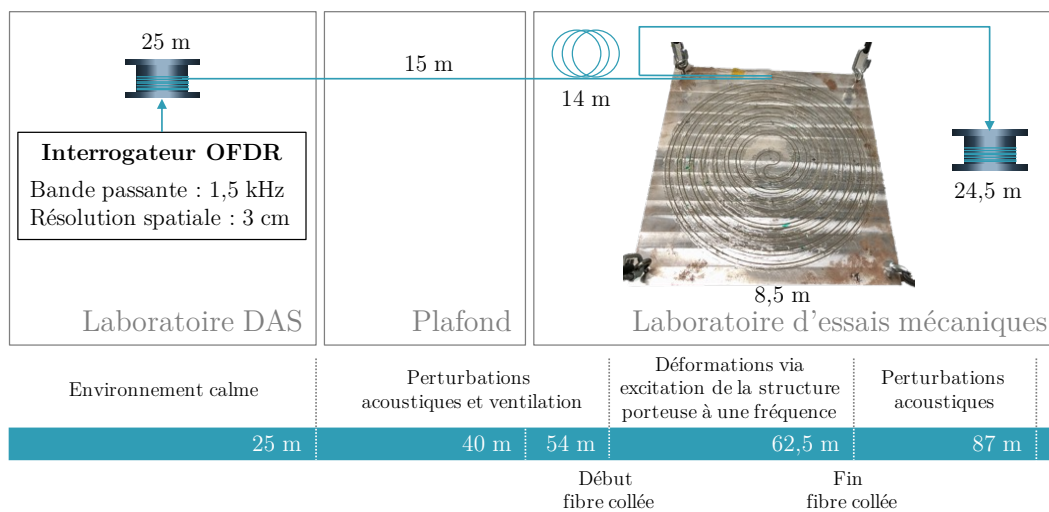 25 m
15 m
14 m
24,5 m
8,5 m
Interrogateur OFDR
Bande passante : 1,5 kHz
Résolution spatiale : 3 cm
Laboratoire DAS
Plafond
Laboratoire d'essais mécaniques
Environnement calme
Perturbations
acoustiques et ventilation
Déformations via
excitation de la structure
porteuse à une fréquence
Perturbations
acoustiques
25 m
40 m
54 m
62,5 m
87 m
Début
fibre collée
Fin
fibre collée